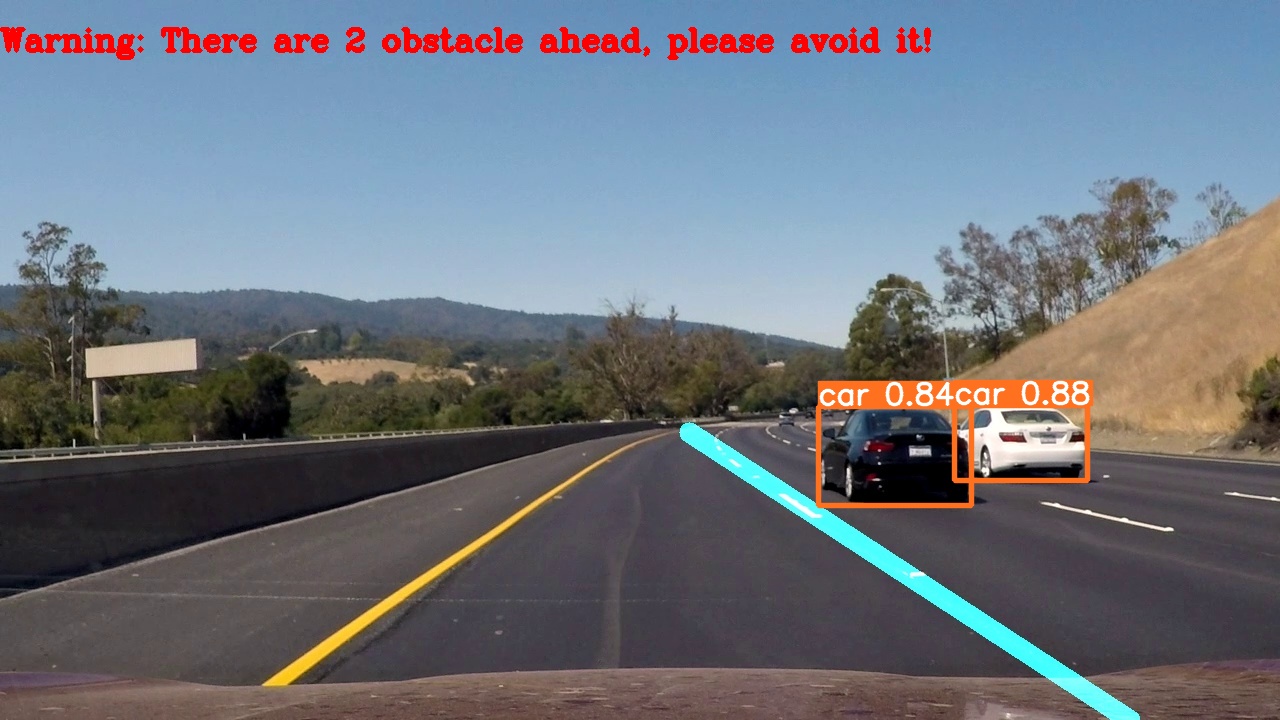 Warning: There are 2 obstacle ahead, please avoid it!
car 0.84
car 0.88